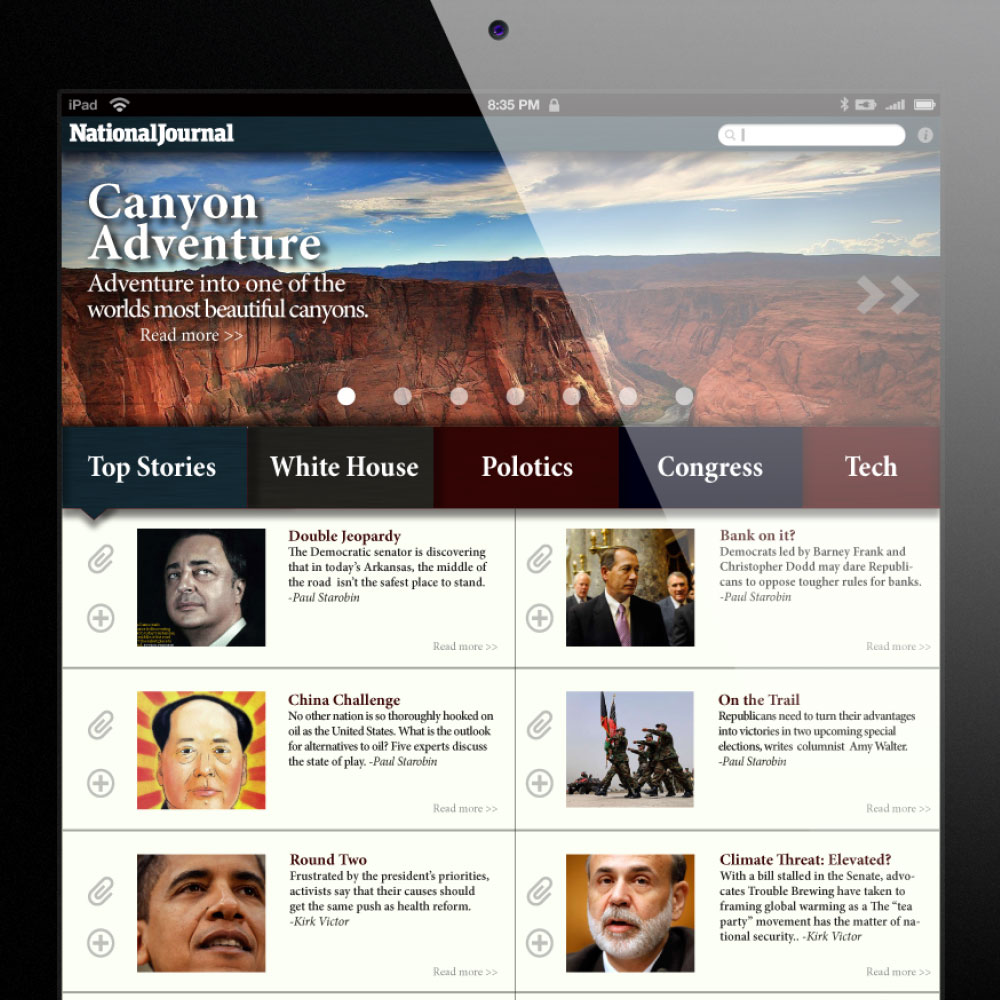 iPad
8:35 PM
NationalJournal
Canyon
Adventure
Adventure into one of the
worlds most beautiful canyons.
Read more >>
Top Stories
White House
Polotics
Congress
Tech
Double Jeopardy
The Democratic senator is discovering
that in today's Arkansas, the middle of
the road isn't the safest place to stand.
-Paul Starobin
Read more >>
Bank on it?
Democrats led by Barney Frank and
Christopher Dodd may dare Republi-
cans to oppose tougher rules for banks.
-Paul Starobin
Read more >>
China Challenge
No other nation is so thoroughly hooked on
oil as the United States. What is the outlook
for alternatives to oil? Five experts discuss
the state of play. -Paul Starobin
Read more >>
On the Trail
Republicans need to turn their advantages
into victories in two upcoming special
elections, writes columnist Amy Walter.
-Paul Starobin
Read more >>
Round Two
Frustrated by the president's priorities,
activists say that their causes should
get the same push as health reform.
-Kirk Victor
Read more >>
Climate Threat: Elevated?
With a bill stalled in the Senate, advo-
cates Trouble Brewing have taken to
framing global warming as a The "tea
party" movement has the matter of na-
tional security.. -Kirk Victor
Read more >>